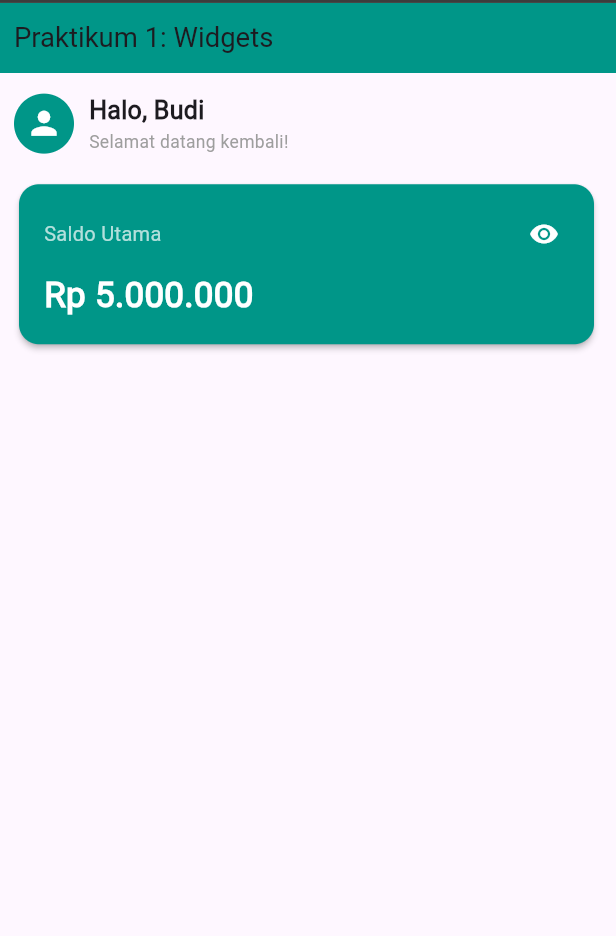 Praktikum 1: Widgets
Halo, Budi
Selamat datang kembali!
Saldo Utama
Rp 5.000.000